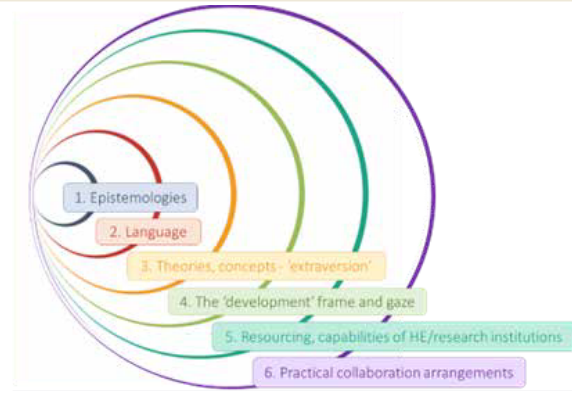 1. Epistemologies
2. Language
3. Theories, concepts - 'extraversion'
4. The 'development' frame and gaze
5. Resourcing, capabilities of HE/research institutions
6. Practical collaboration arrangements